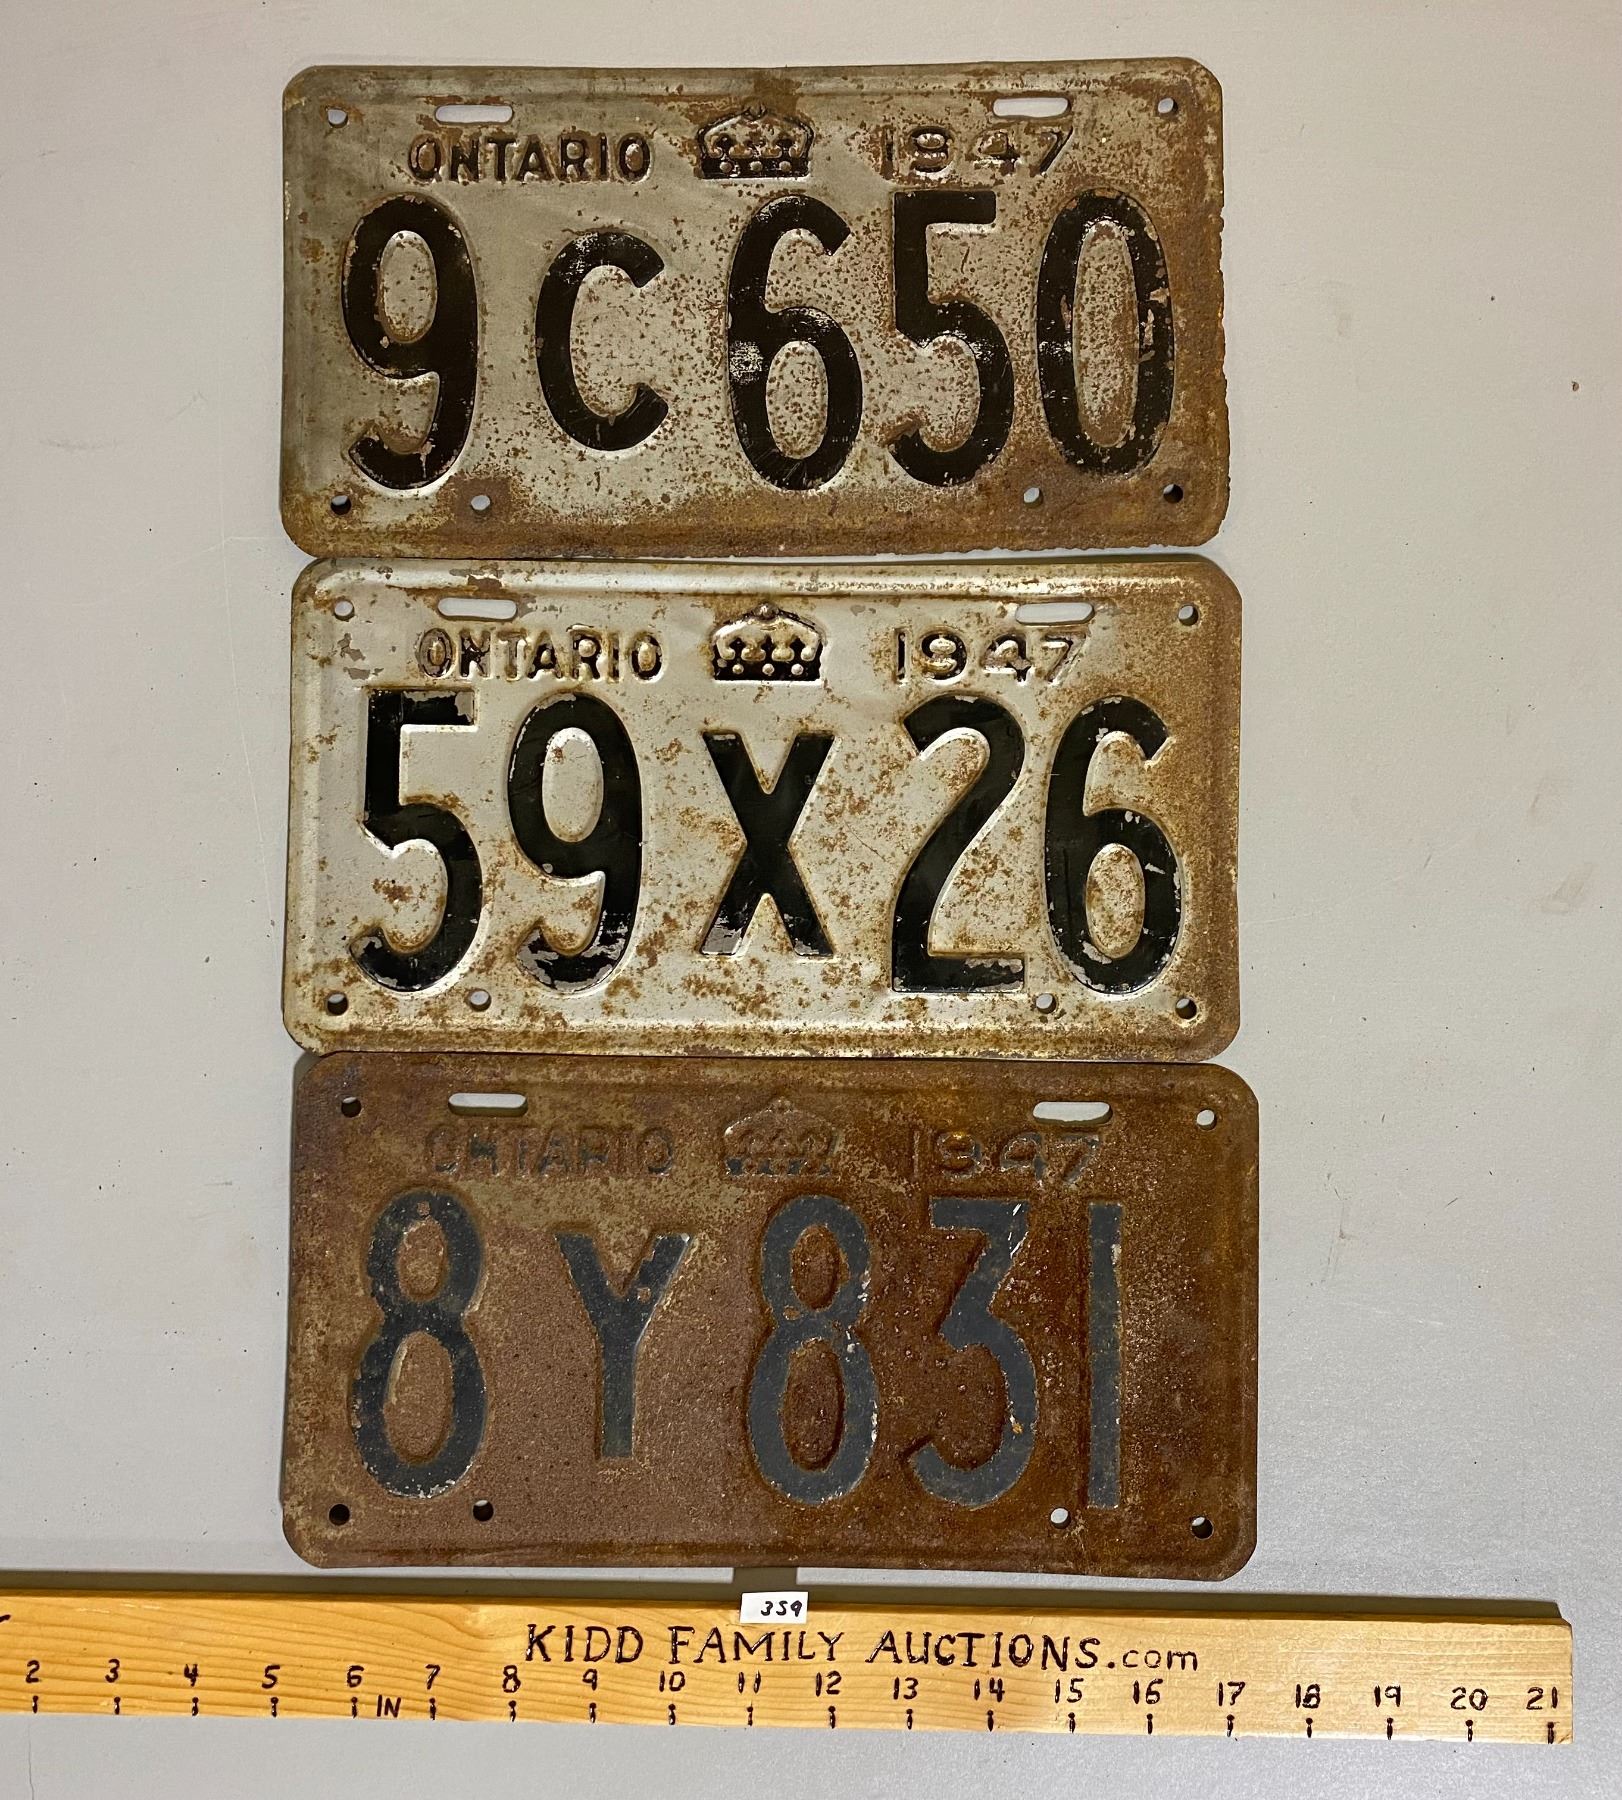 ONTARIO 1947
9C650
ONTARIO 1947
59X26
ONTARIO 1947
8Y831
359
KIDD FAMILY AUCTIONS.com
2 3 4 5 6 IN 7 8 9 10 11 12 13 14 15 16 17 18 19 20 21